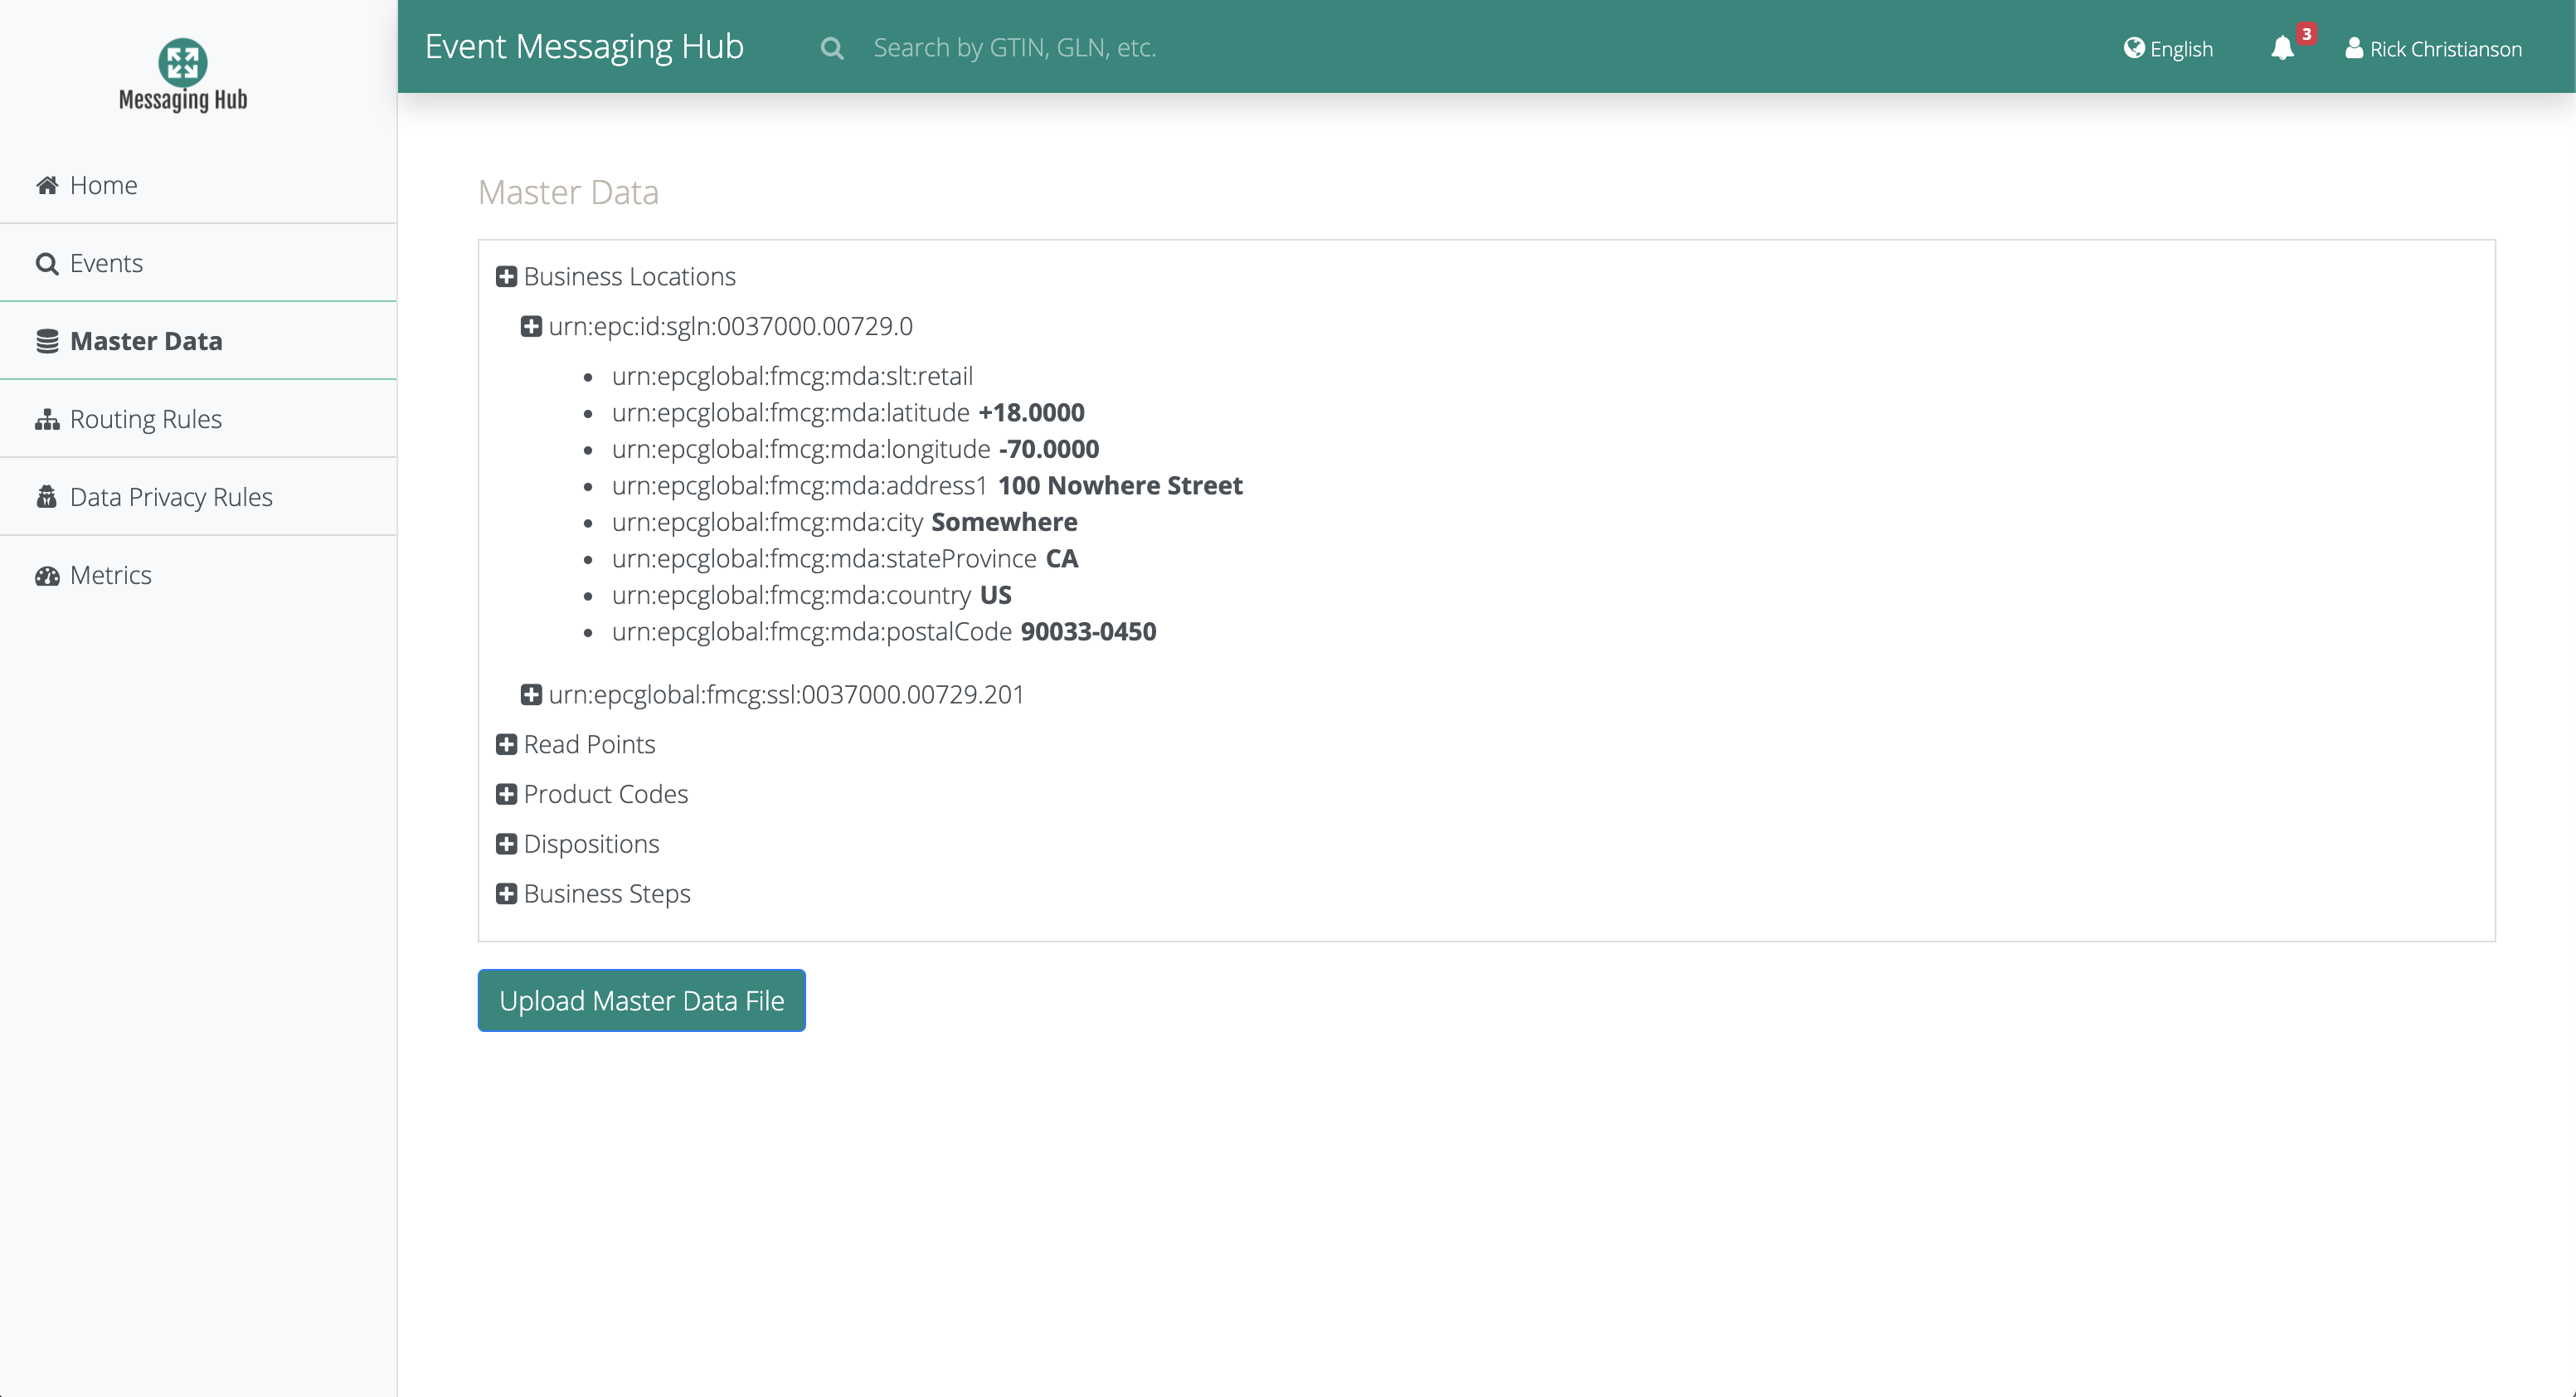 Messaging Hub
Event Messaging Hub
Search by GTIN, GLN, etc.
English
3
Rick Christianson
Home
Events
Master Data
Routing Rules
Data Privacy Rules
Metrics
Master Data
Business Locations
urn:epc:id:sgln:0037000.00729.0
urn:epcglobal:fmcg:mda:slt:retail
urn:epcglobal:fmcg:mda:latitude +18.0000
urn:epcglobal:fmcg:mda:longitude -70.0000
urn:epcglobal:fmcg:mda:address1 100 Nowhere Street
urn:epcglobal:fmcg:mda:city Somewhere
urn:epcglobal:fmcg:mda:stateProvince CA
urn:epcglobal:fmcg:mda:country US
urn:epcglobal:fmcg:mda:postalCode 90033-0450
urn:epcglobal:fmcg:ssl:0037000.00729.201
Read Points
Product Codes
Dispositions
Business Steps
Upload Master Data File